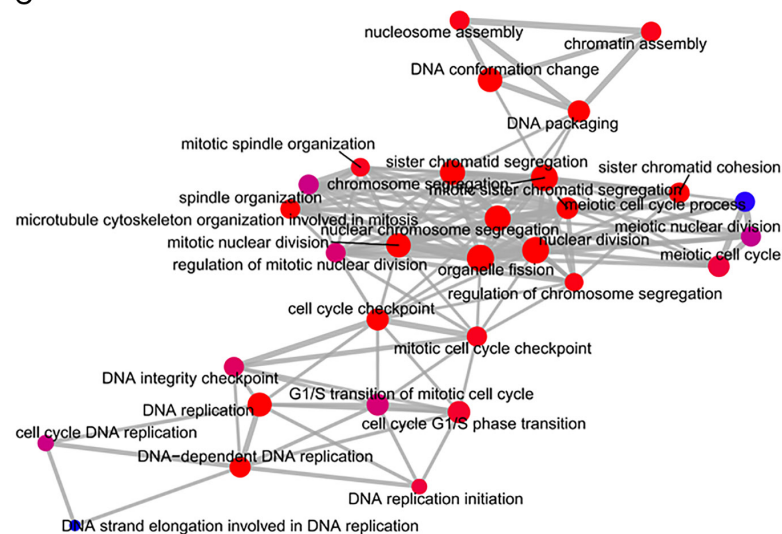 nucleosome assembly
chromatin assembly
DNA conformation change
DNA packaging
mitotic spindle organization
sister chromatid segregation
sister chromatid cohesion
chromosome segregation
mitotic sister chromatid segregation
spindle organization
meiotic cell cycle process
microtubule cytoskeleton organization involved in mitosis
nuclear chromosome segregation
meiotic nuclear division
mitotic nuclear division
nuclear division
meiotic cell cycle
regulation of mitotic nuclear division
organelle fission
regulation of chromosome segregation
cell cycle checkpoint
mitotic cell cycle checkpoint
DNA integrity checkpoint
G1/S transition of mitotic cell cycle
DNA replication
cell cycle G1/S phase transition
cell cycle DNA replication
DNA−dependent DNA replication
DNA replication initiation
DNA strand elongation involved in DNA replication